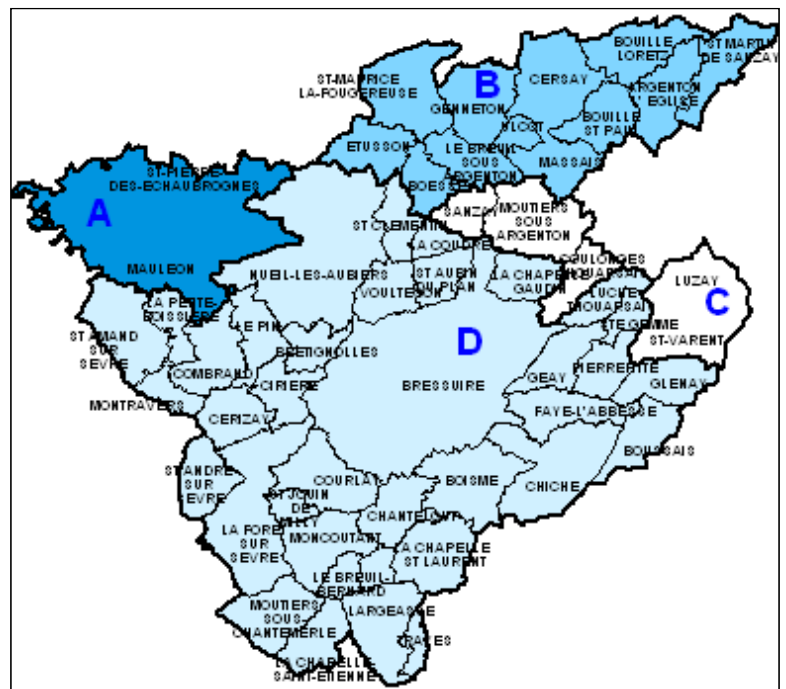 BOUILLE
LORETZ
ST MARTIN
DE SANZAY
ST-MAURICE
LA-FOUGEREUSE
B
CERSAY
ARGENTON
L' EGLISE
GENNETON
BOUILLE
ST PAUL
ULCOT
ETUSSON
LE BREUIL
SOUS
ARGENTON
MASSAIS
BOESSE
ST-PIERRE-
DES-ECHAUBROGNES
A
MAULEON
SANZAY
MOUTIERS
SOUS
ARGENTON
ST CLEMENTIN
LA COUDRE
COULONGES
THOUARSAIS
NUEIL-LES-AUBIERS
ST AUBIN
DU PLAN
LA CHAPELLE
GAUDIN
VOULTEGON
LUCHE
THOUARSAIS
LUZAY
C
LA PETITE-
BOISSIERE
STE GEMME
ST-VARENT
LE PIN
ST AMAND
SUR
SEVRE
BRETIGNOLLES
D
COMBRAND
CIRIERE
BRESSUIRE
PIERREFITE
GEAY
GLENAY
MONTRAVERS
CERIZAY
FAYE-L'ABBESSE
BOUSSAIS
ST ANDRE
SUR
SEVRE
COURLAY
BOISME
CHICHE
ST JOUIN
DE
MILLY
CHANTELOUP
LA FORE
SUR
SEVRE
MONCOUTANT
LA CHAPELLE
ST LAURENT
LE BREUIL-
BERNARD
MOUTIERS
SOUS-
CHANTEMERLE
LARGEASSE
TRAYES
LA CHAPELLE-
SAINT-ETIENNE